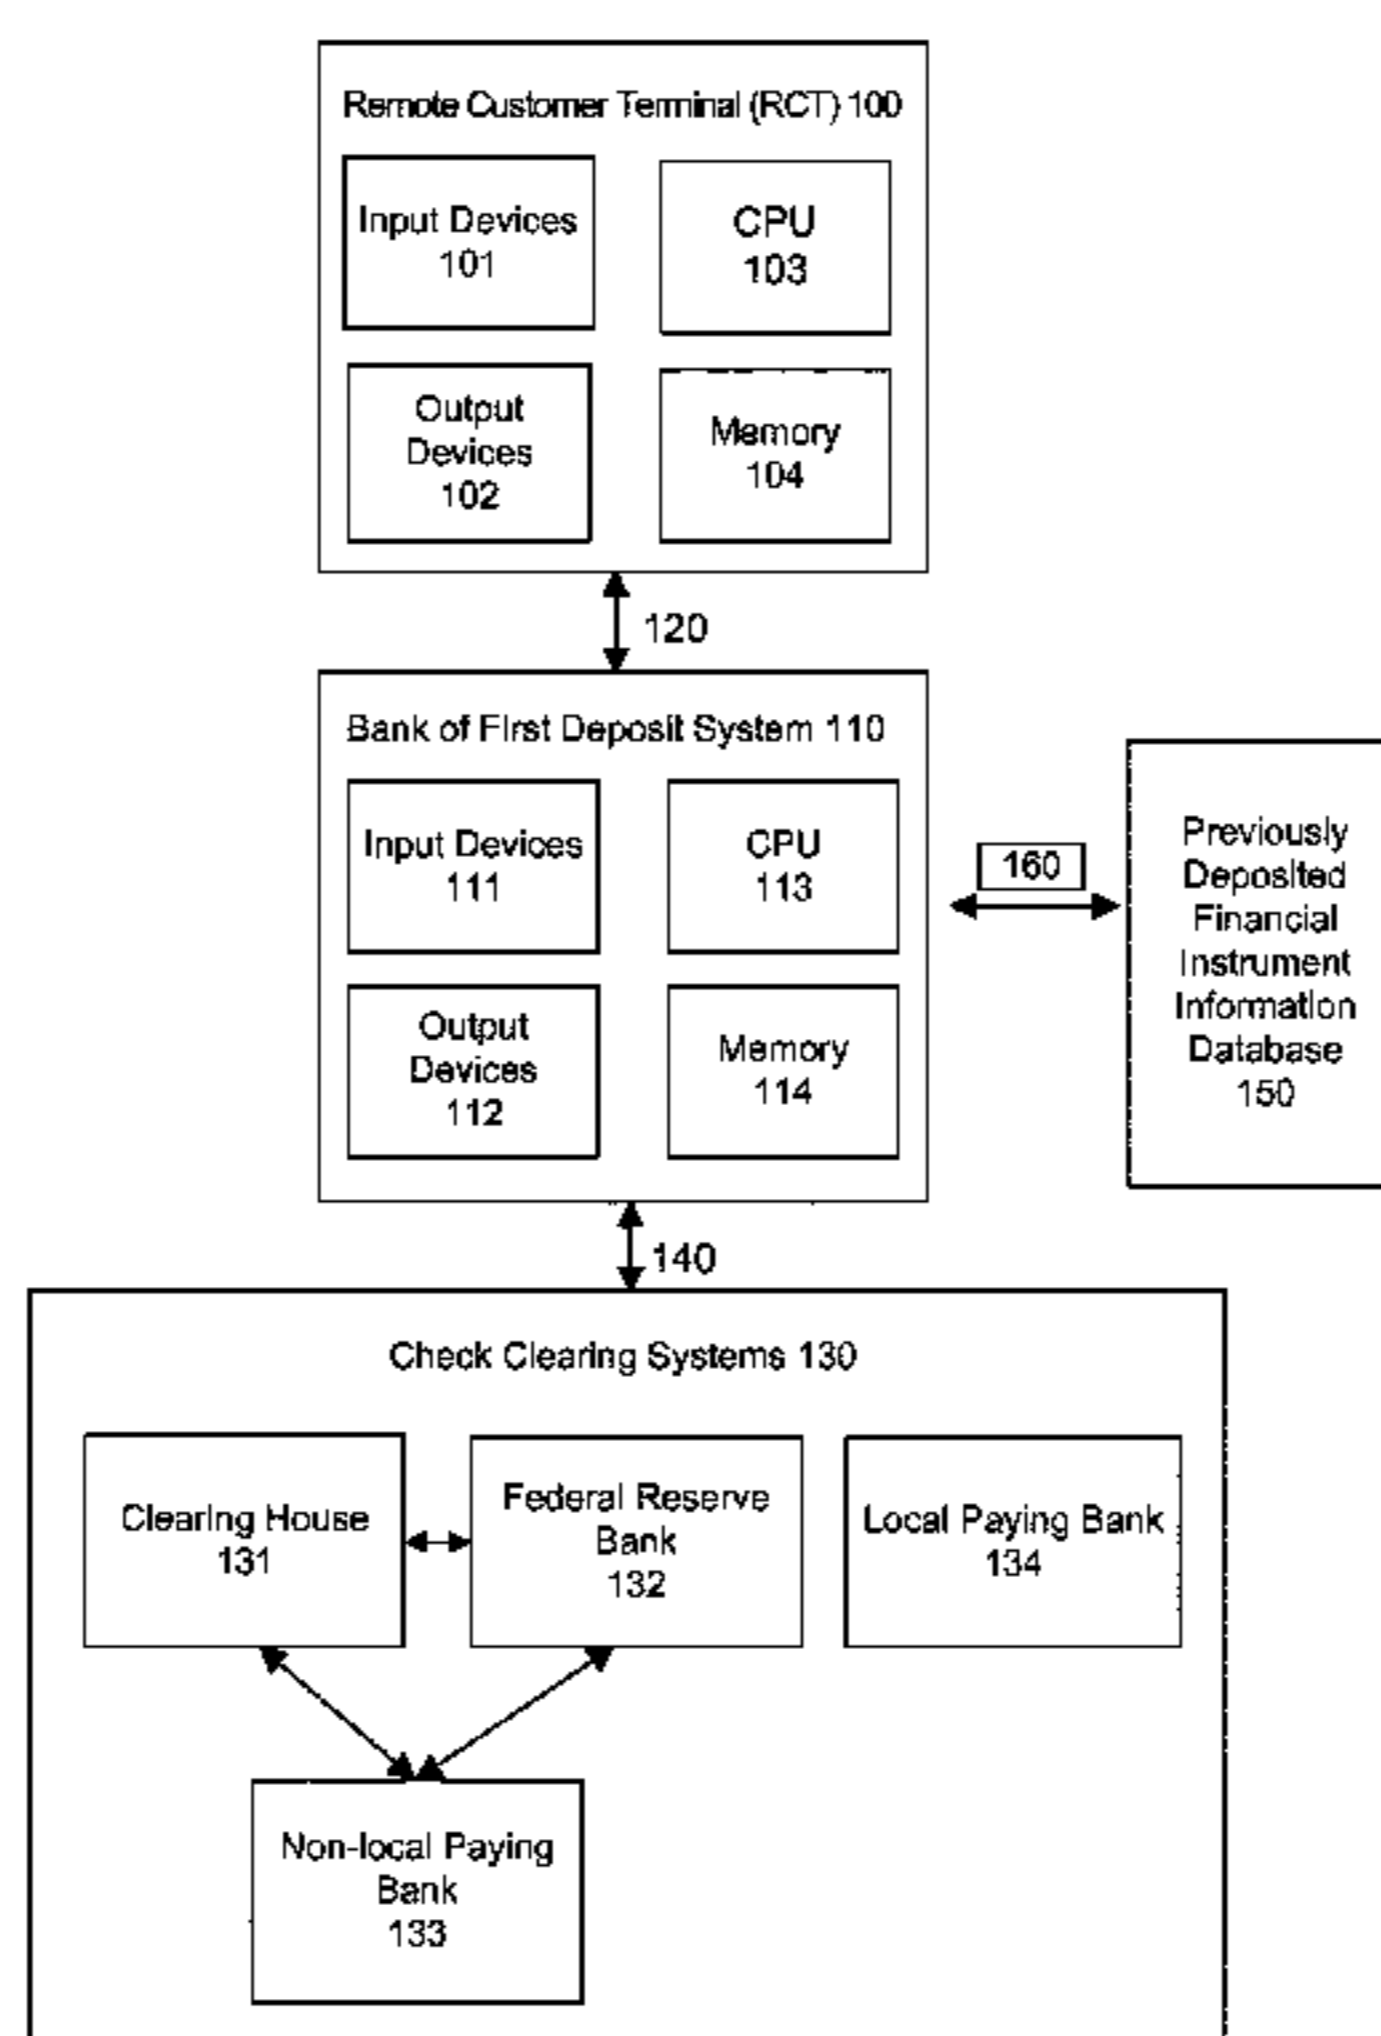 Remote Customer Terminal (RCT) 100
Input Devices
101
CPU
103
Output
Devices
102
Memory
104
120
Bank of First Deposit System 110
Input Devices
111
CPU
113
Output
Devices
112
Memory
114
160
Previously
Deposited
Financial
Instrument
Information
Database
150
140
Check Clearing Systems 130
Clearing House
131
Federal Reserve
Bank
132
Local Paying Bank
134
Non-local Paying
Bank
133